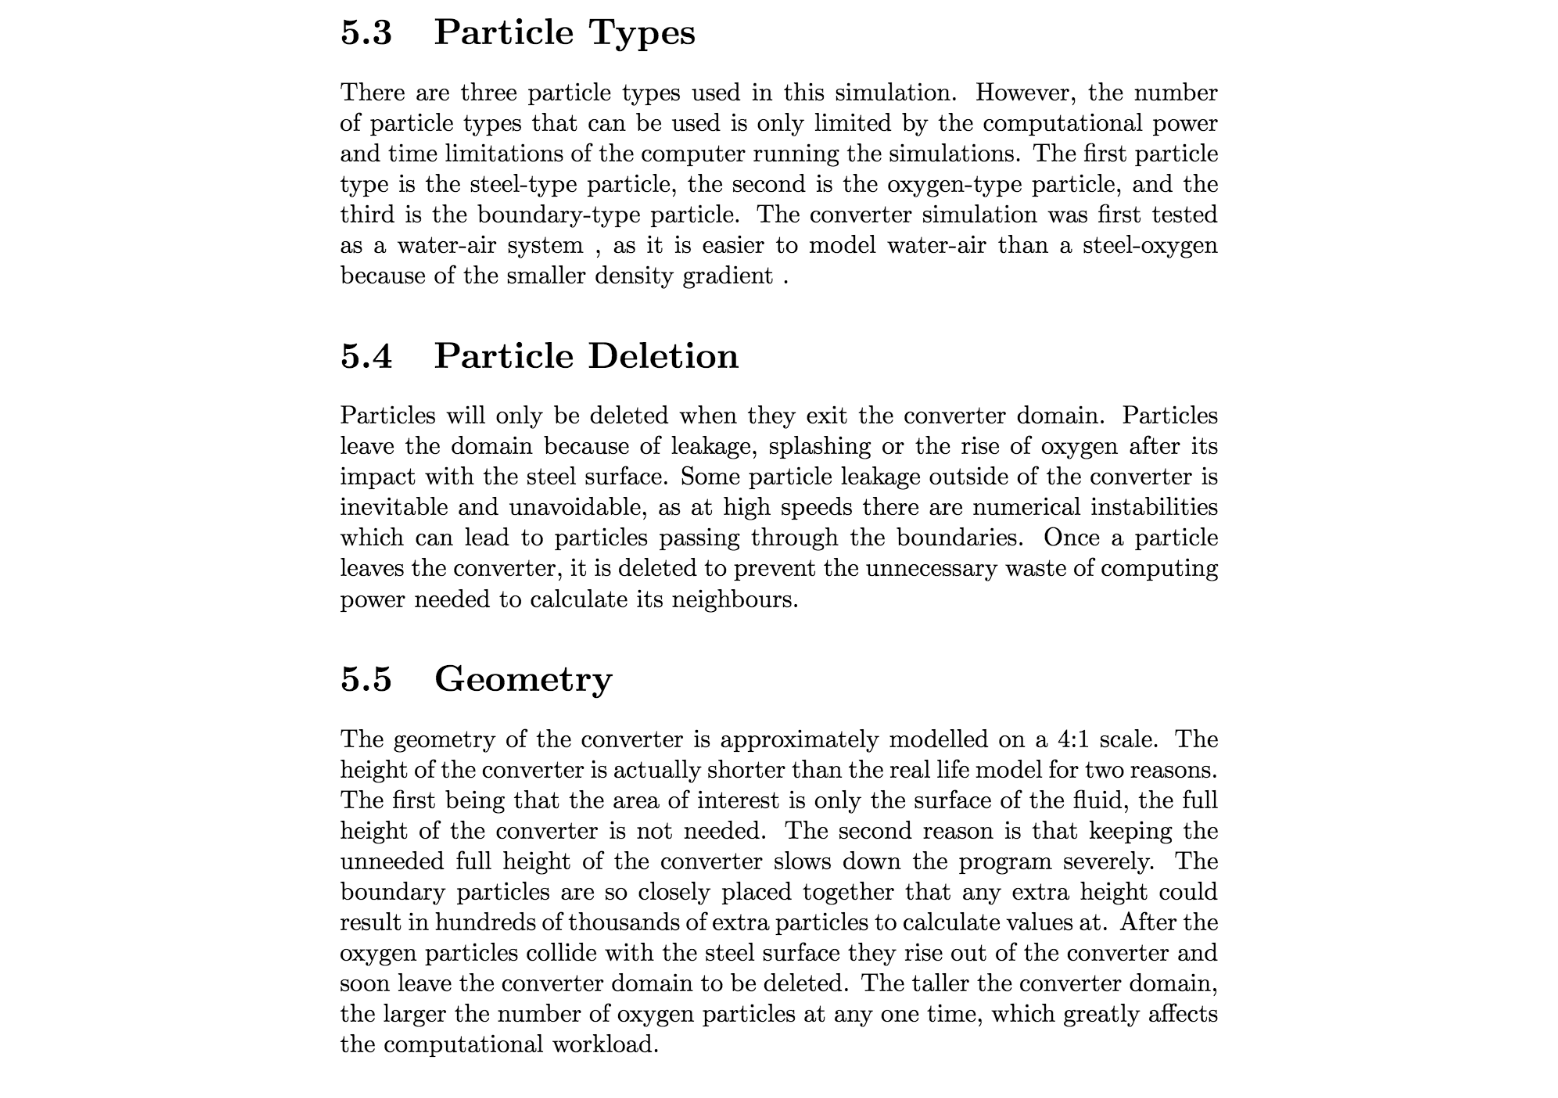 5.3 Particle Types
There are three particle types used in this simulation. However, the number
of particle types that can be used is only limited by the computational power
and time limitations of the computer running the simulations. The first particle
type is the steel-type particle, the second is the oxygen-type particle, and the
third is the boundary-type particle. The converter simulation was first tested
as a water-air system , as it is easier to model water-air than a steel-oxygen
because of the smaller density gradient .
5.4 Particle Deletion
Particles will only be deleted when they exit the converter domain. Particles
leave the domain because of leakage, splashing or the rise of oxygen after its
impact with the steel surface. Some particle leakage outside of the converter is
inevitable and unavoidable, as at high speeds there are numerical instabilities
which can lead to particles passing through the boundaries. Once a particle
leaves the converter, it is deleted to prevent the unnecessary waste of computing
power needed to calculate its neighbours.
5.5 Geometry
The geometry of the converter is approximately modelled on a 4:1 scale. The
height of the converter is actually shorter than the real life model for two reasons.
The first being that the area of interest is only the surface of the fluid, the full
height of the converter is not needed. The second reason is that keeping the
unneeded full height of the converter slows down the program severely. The
boundary particles are so closely placed together that any extra height could
result in hundreds of thousands of extra particles to calculate values at. After the
oxygen particles collide with the steel surface they rise out of the converter and
soon leave the converter domain to be deleted. The taller the converter domain,
the larger the number of oxygen particles at any one time, which greatly affects
the computational workload.